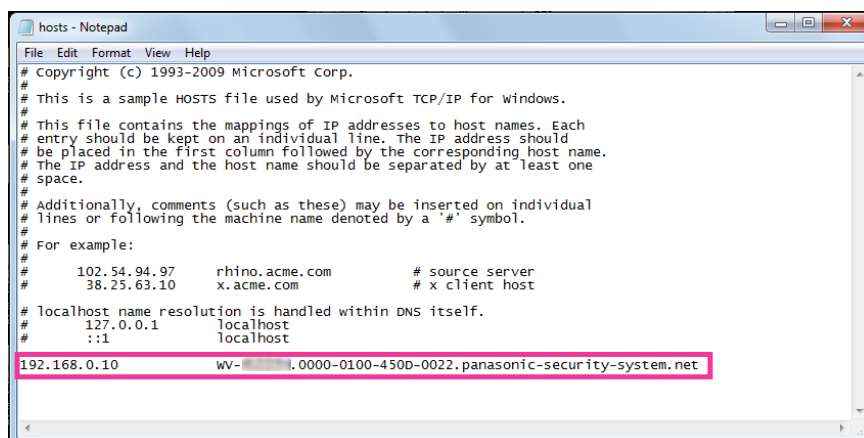 hosts - Notepad
File Edit Format View Help
# Copyright (c) 1993-2009 Microsoft Corp.
#
# This is a sample HOSTS file used by Microsoft TCP/IP for Windows.
#
# This file contains the mappings of IP addresses to host names. Each
# entry should be kept on an individual line. The IP address should
# be placed in the first column followed by the corresponding host name.
# The IP address and the host name should be separated by at least one
# space.
#
# Additionally, comments (such as these) may be inserted on individual
# lines or following the machine name denoted by a '#' symbol.
#
# For example:
#
# 102.54.94.97 rhino.acme.com # source server
# 38.25.63.10 x.acme.com # x client host
# localhost name resolution is handled within DNS itself.
# 127.0.0.1 localhost
# ::1 localhost
192.168.0.10 WV- .0000-0100-450D-0022.panasonic-security-system.net